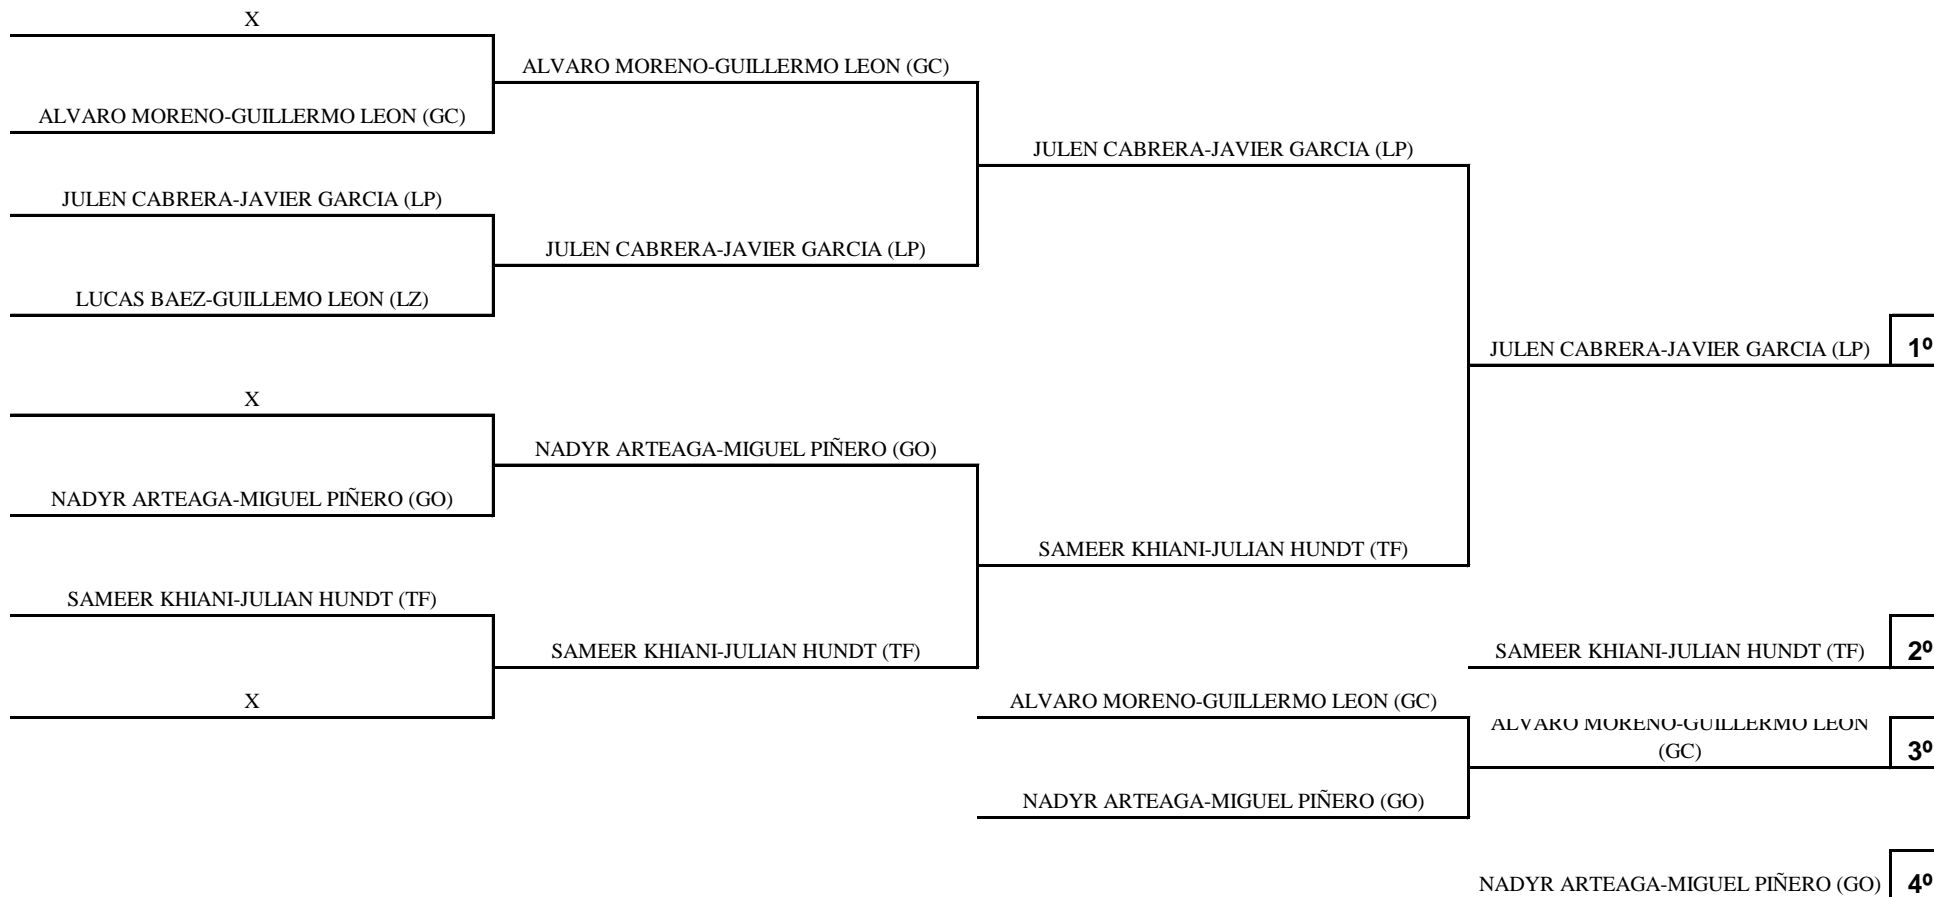 X
ALVARO MORENO-GUILLERMO LEON (GC)
ALVARO MORENO-GUILLERMO LEON (GC)
JULEN CABRERA-JAVIER GARCIA (LP)
JULEN CABRERA-JAVIER GARCIA (LP)
JULEN CABRERA-JAVIER GARCIA (LP)
LUCAS BAEZ-GUILLEMO LEON (LZ)
JULEN CABRERA-JAVIER GARCIA (LP) 1º
X
NADYR ARTEAGA-MIGUEL PIÑERO (GO)
NADYR ARTEAGA-MIGUEL PIÑERO (GO)
SAMEER KHIANI-JULIAN HUNDT (TF)
SAMEER KHIANI-JULIAN HUNDT (TF)
SAMEER KHIANI-JULIAN HUNDT (TF)
SAMEER KHIANI-JULIAN HUNDT (TF) 2º
X
ALVARO MORENO-GUILLERMO LEON (GC)
ALVARO MORENO-GUILLERMO LEON
(GC) 3º
NADYR ARTEAGA-MIGUEL PIÑERO (GO)
NADYR ARTEAGA-MIGUEL PIÑERO (GO) 4º